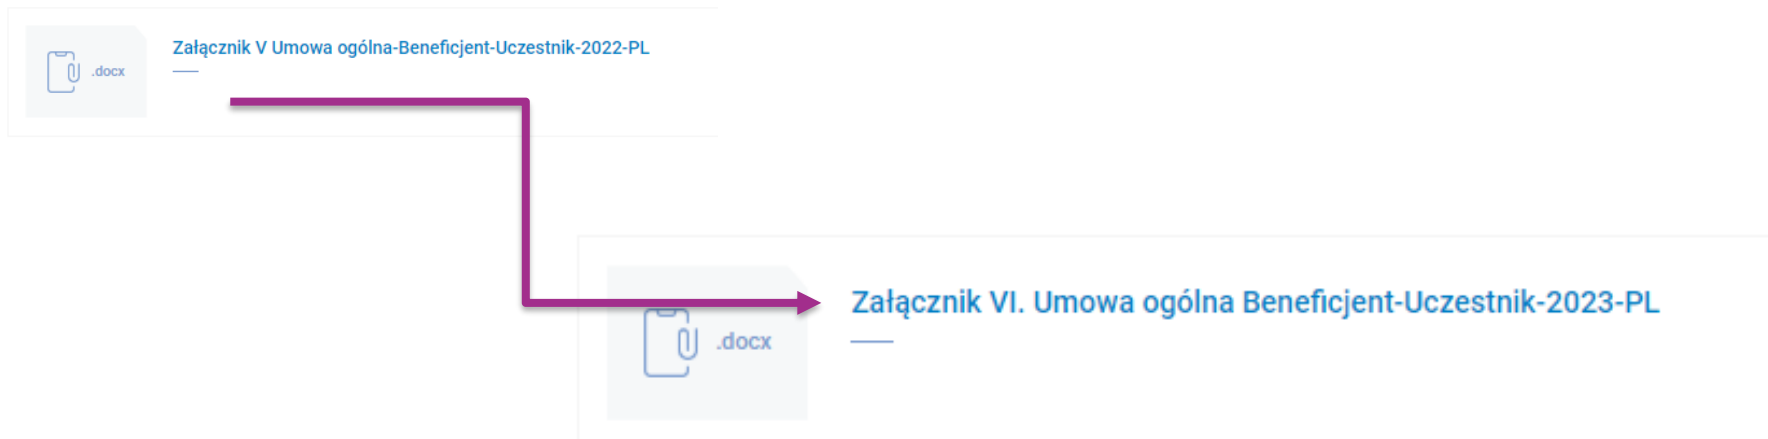 Załącznik V Umowa ogólna-Beneficjent-Uczestnik-2022-PL
.docx
Załącznik VI. Umowa ogólna Beneficjent-Uczestnik-2023-PL
.docx